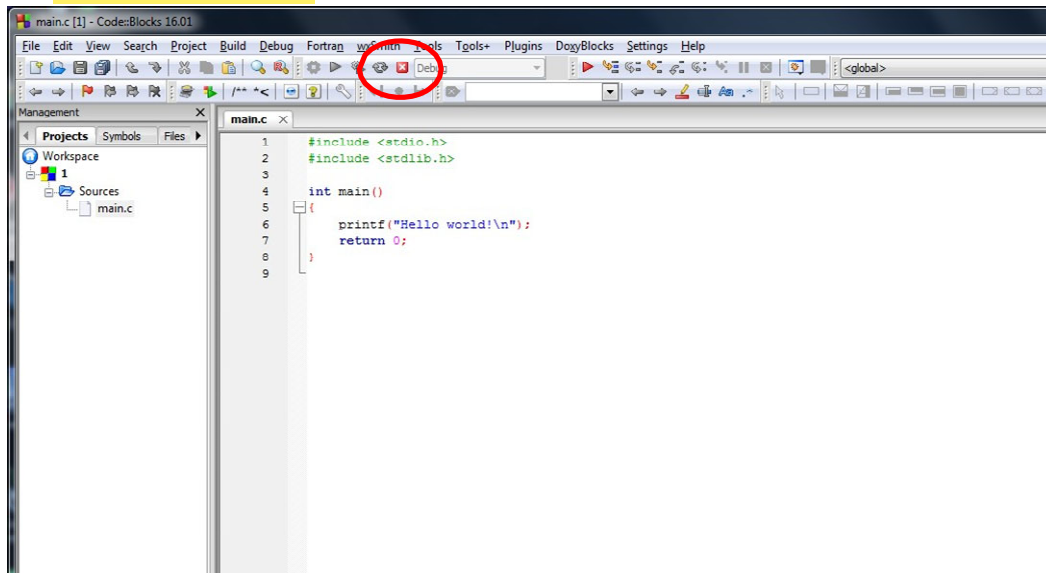 main.c [1] - Code::Blocks 16.01
File Edit View Search Project Build Debug Fortran wxSmith Tools Tools+ Plugins DoxyBlocks Settings Help
Debug <global>
/** *<
Management
main.c
Projects Symbols Files
Workspace
1
Sources
main.c
1 #include <stdio.h>
2 #include <stdlib.h>
3
4 int main()
5 {
6 printf("Hello world!\n");
7 return 0;
8 }
9